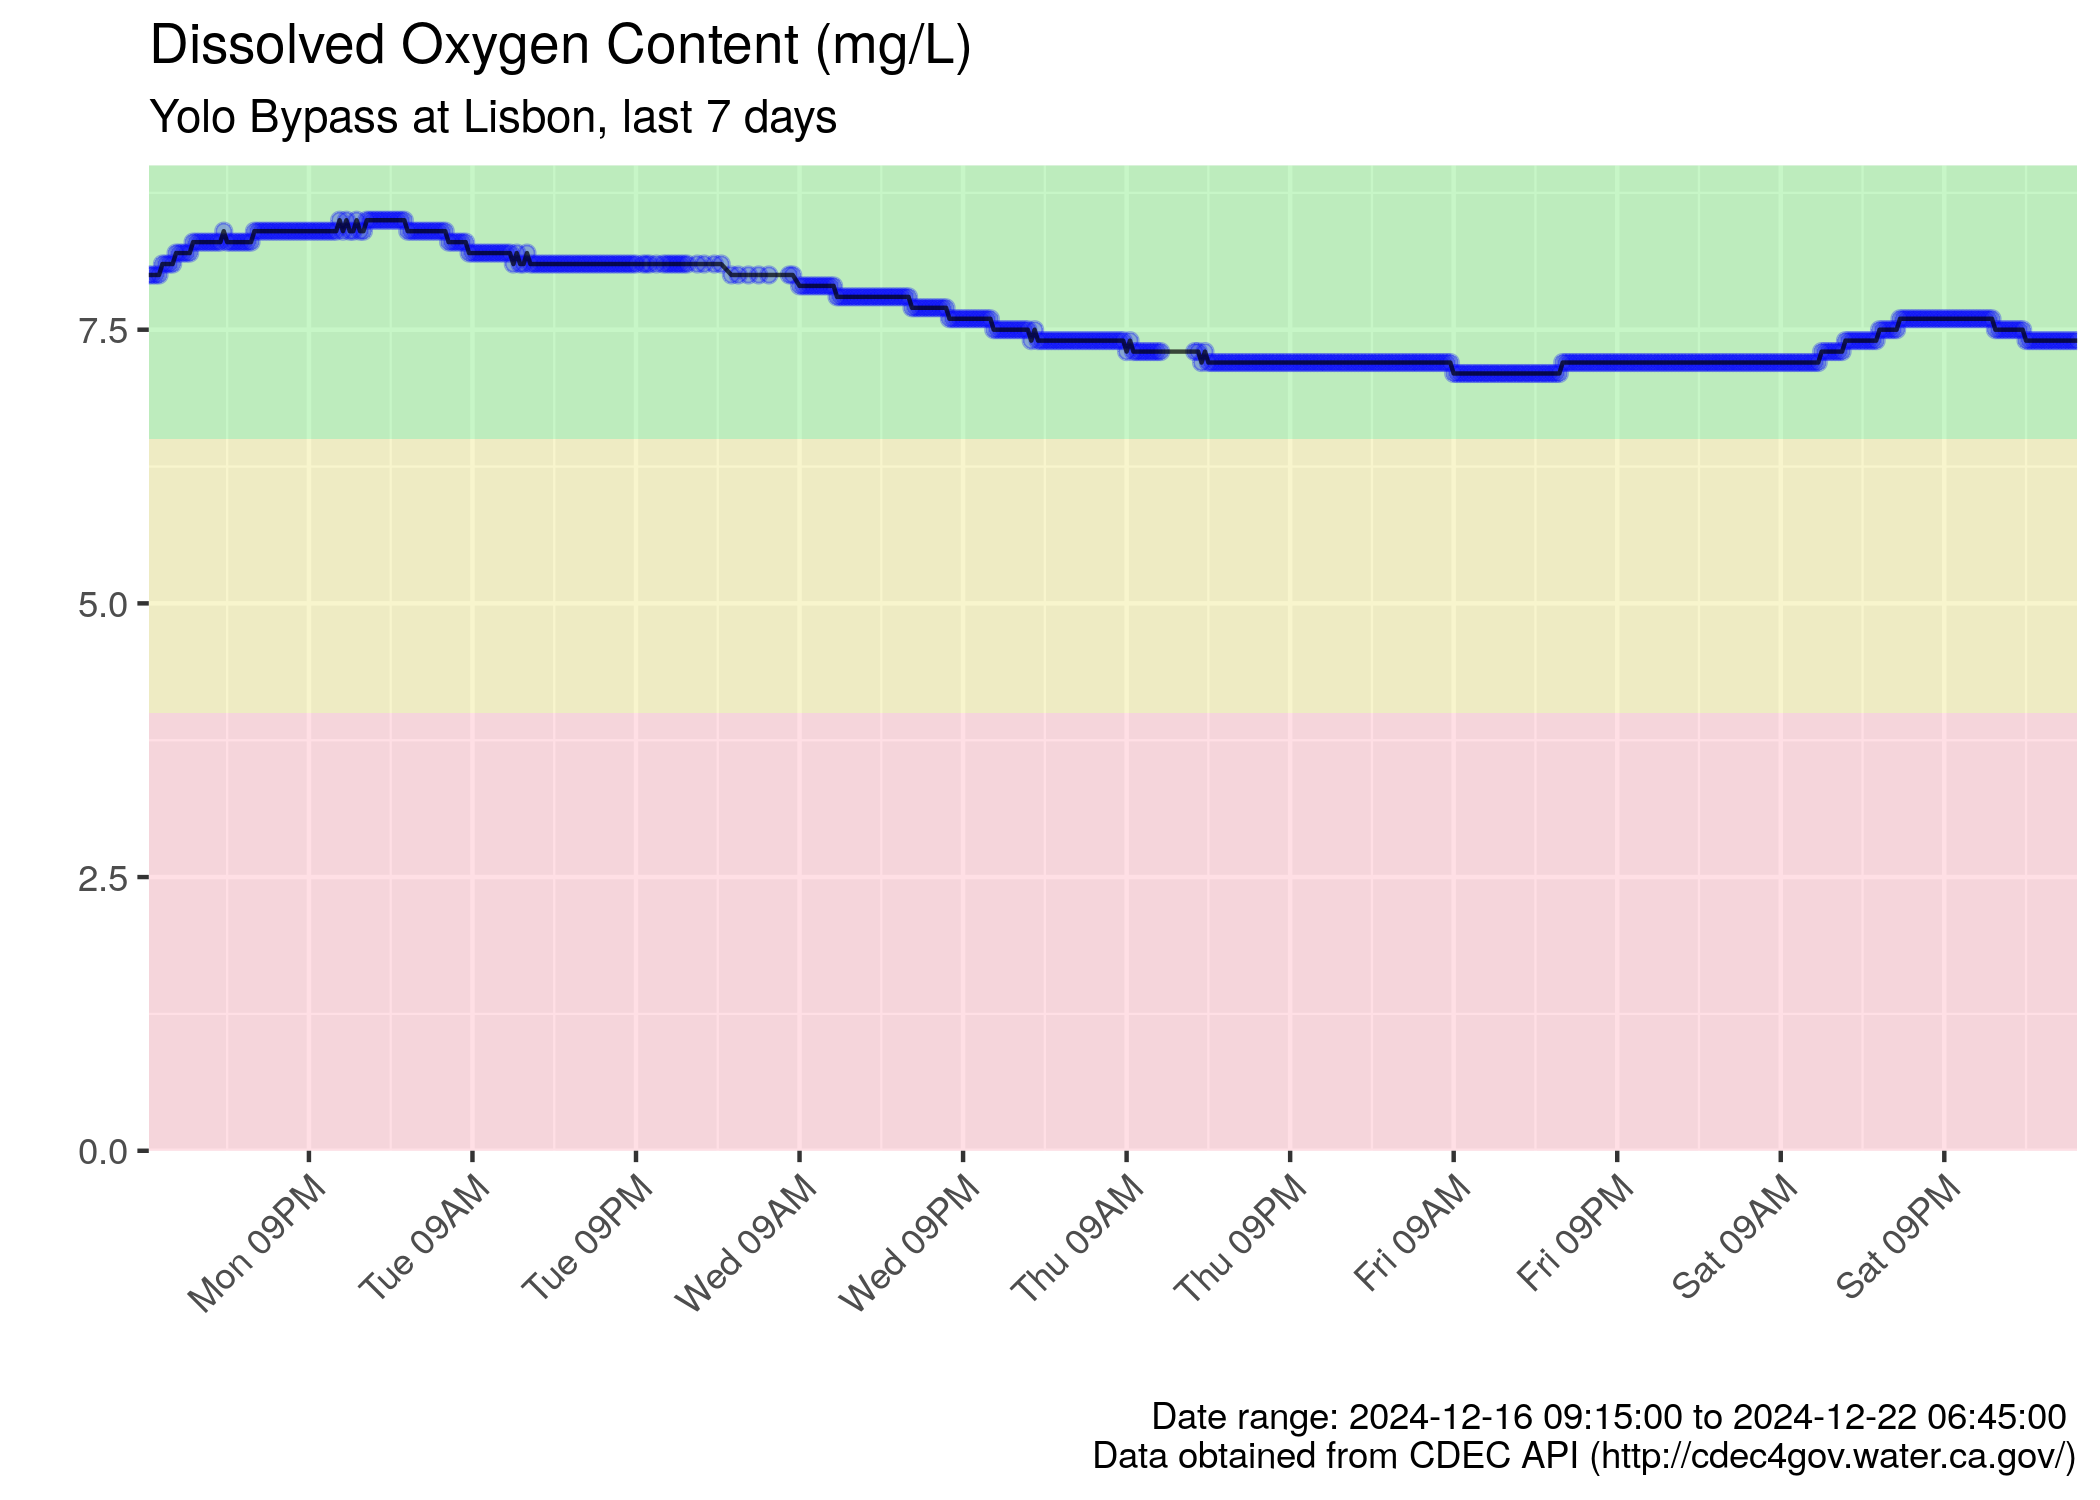 Dissolved Oxygen Content (mg/L)
Yolo Bypass at Lisbon, last 7 days
7.5
5.0
2.5
0.0
Mon 09PM
Tue 09AM
Tue 09PM
Wed 09AM
Wed 09PM
Thu 09AM
Thu 09PM
Fri 09AM
Fri 09PM
Sat 09AM
Sat 09PM
Date range: 2024-12-16 09:15:00 to 2024-12-22 06:45:00
Data obtained from CDEC API (http://cdec4gov.water.ca.gov/)